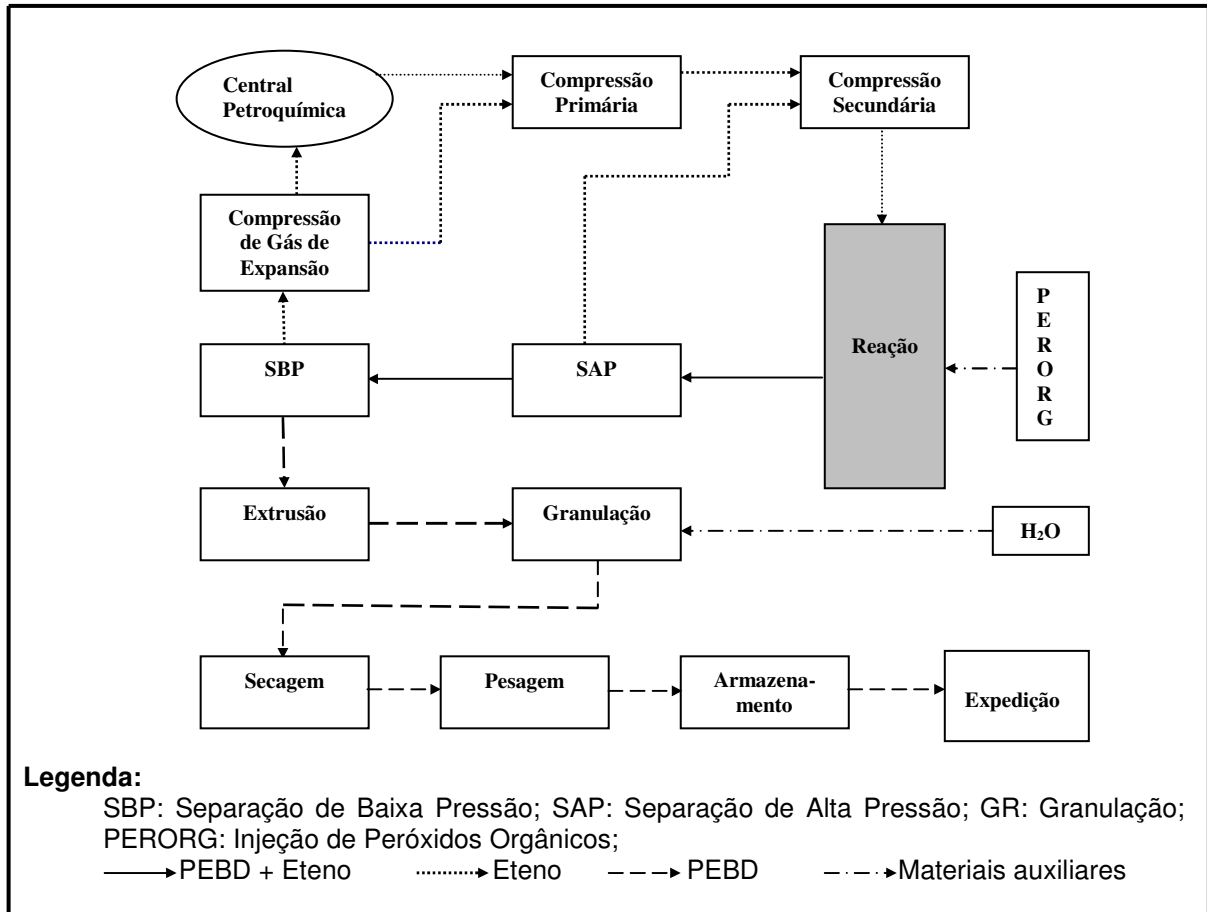 Central
Petroquímica
Compressão
Primária
Compressão
Secundária
Compressão
de Gás de
Expansão
P
E
R
O
R
G
Reação
SBP
SAP
Extrusão
Granulação
H₂O
Secagem
Pesagem
Armazena-
mento
Expedição
Legenda:
SBP: Separação de Baixa Pressão; SAP: Separação de Alta Pressão; GR: Granulação;
PERORG: Injeção de Peróxidos Orgânicos;
PEBD + Eteno Eteno PEBD Materiais auxiliares